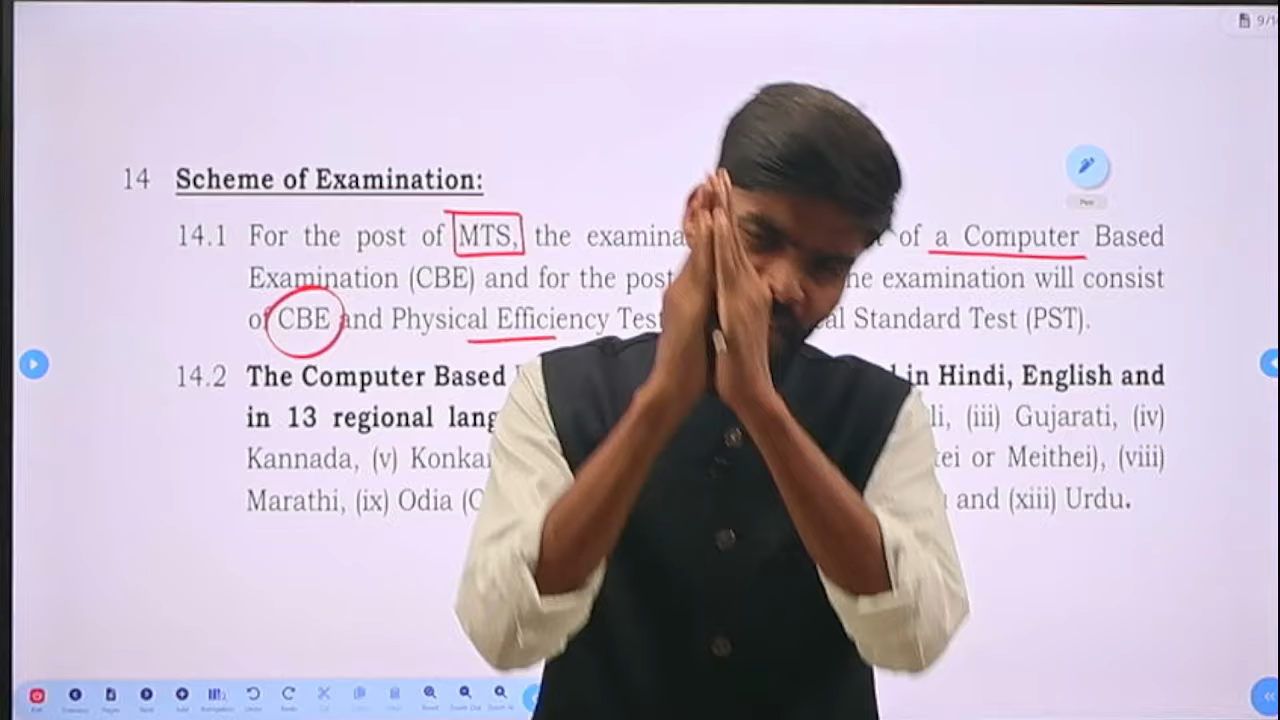 9/1
14 Scheme of Examination:
14.1 For the post of MTS, the examina of a Computer Based
Examination (CBE) and for the post he examination will consist
of CBE and Physical Efficiency Tes al Standard Test (PST).
14.2 The Computer Based in Hindi, English and
in 13 regional lang li, (iii) Gujarati, (iv)
Kannada, (v) Konka tei or Meithei), (viii)
Marathi, (ix) Odia (O and (xiii) Urdu.
Pen